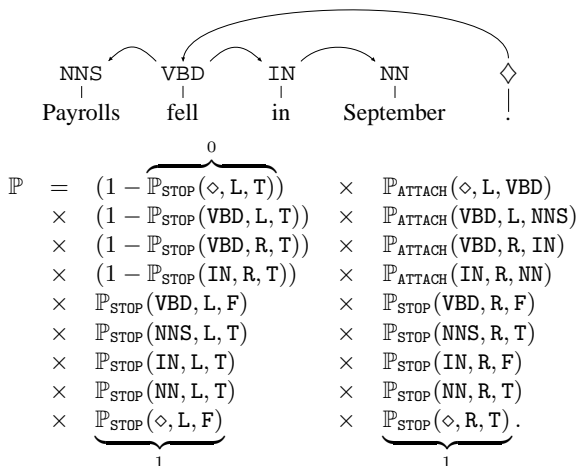 NNS VBD IN NN ◇
Payrolls fell in September .
0
ℙ = (1 − ℙSTOP(⋄, L, T)) × ℙATTACH(⋄, L, VBD)
× (1 − ℙSTOP(VBD, L, T)) × ℙATTACH(VBD, L, NNS)
× (1 − ℙSTOP(VBD, R, T)) × ℙATTACH(VBD, R, IN)
× (1 − ℙSTOP(IN, R, T)) × ℙATTACH(IN, R, NN)
× ℙSTOP(VBD, L, F) × ℙSTOP(VBD, R, F)
× ℙSTOP(NNS, L, T) × ℙSTOP(NNS, R, T)
× ℙSTOP(IN, L, T) × ℙSTOP(IN, R, F)
× ℙSTOP(NN, L, T) × ℙSTOP(NN, R, T)
× ℙSTOP(⋄, L, F) × ℙSTOP(⋄, R, T) .
1 1